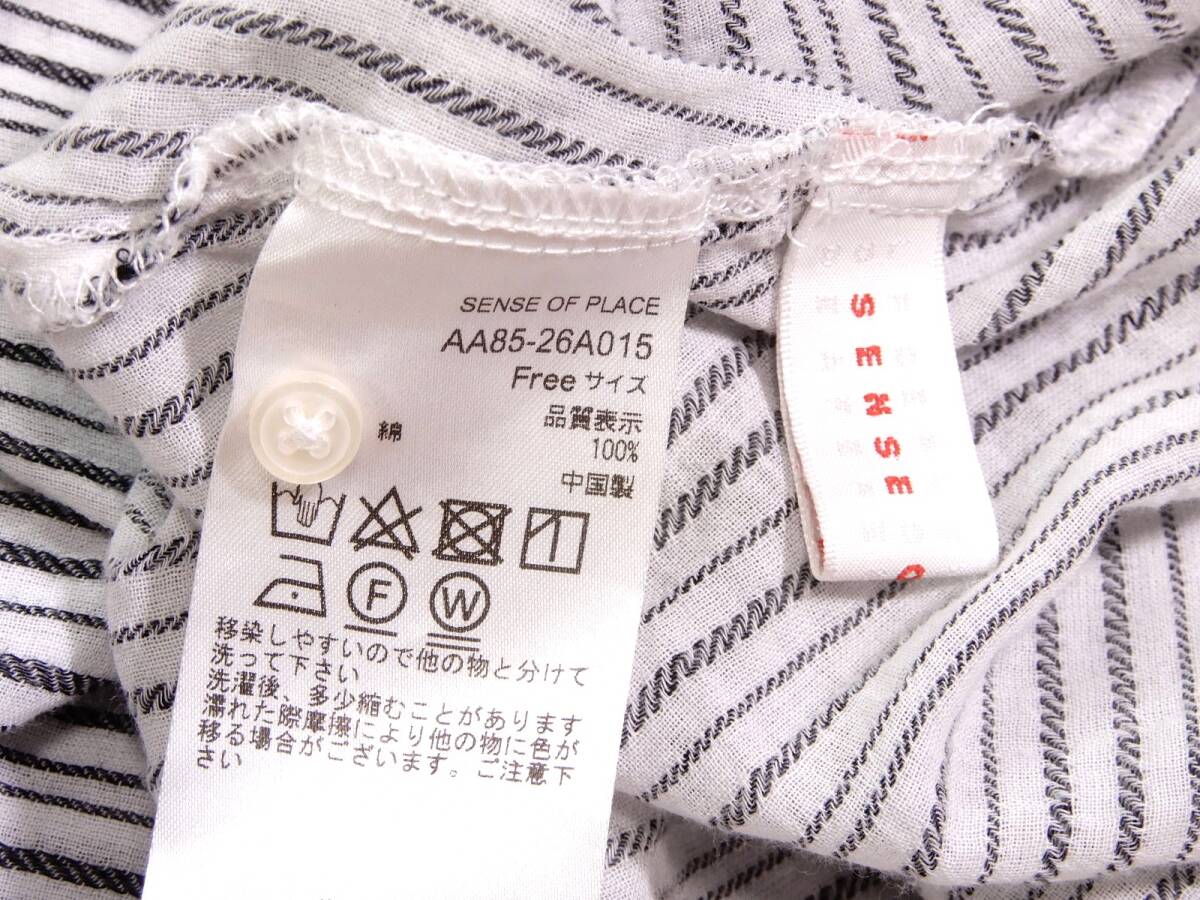 SENSE OF PLACE
AA85-26A015
Free サイズ
品質表示
綿 100%
中国製
F W
移染しやすいので他の物と分けて
洗って下さい
洗濯後、多少縮むことがあります
濡れた際摩擦により他の物に色が
移る場合がございます。ご注意下
さい
SENSE